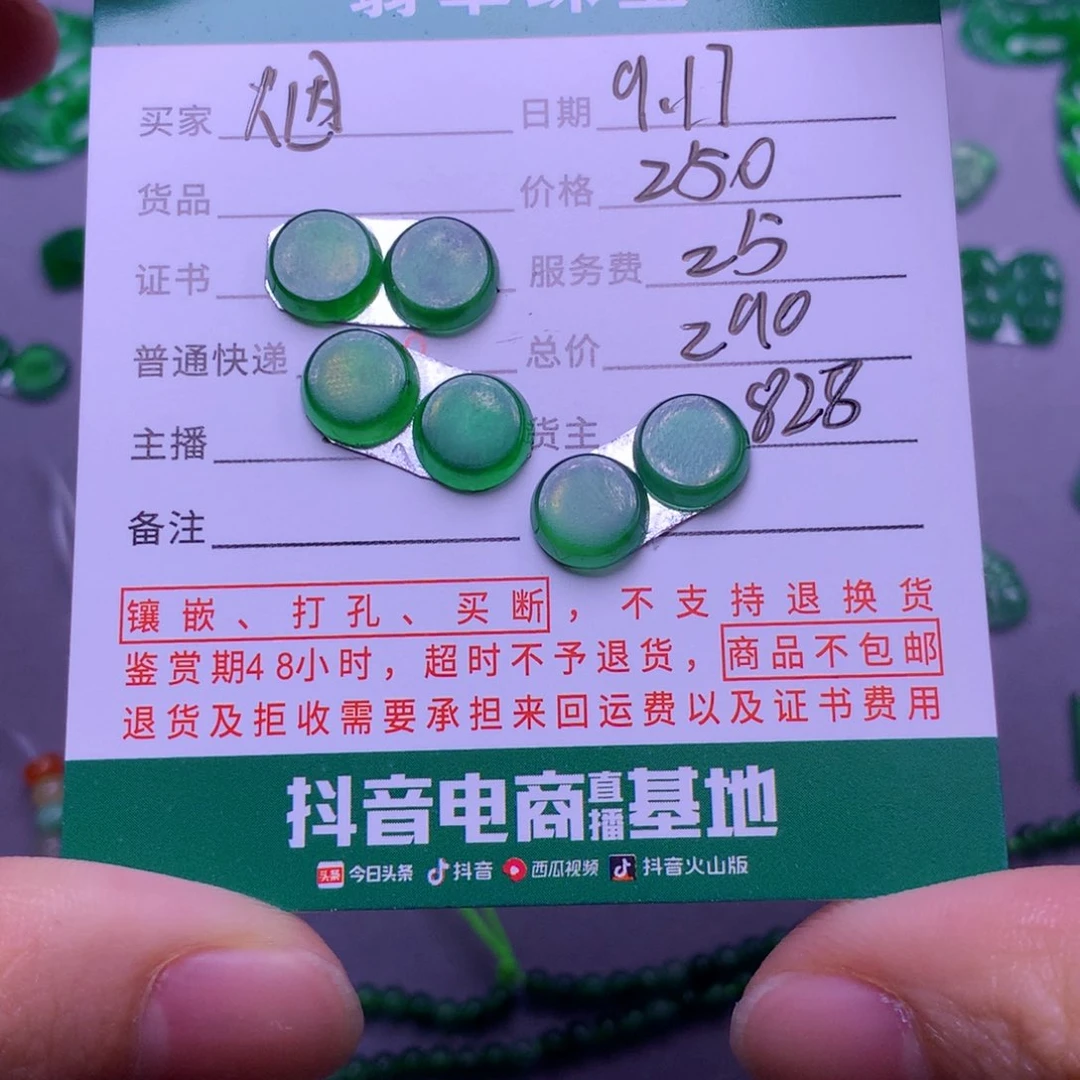 买家 烟 日期 9.17
货品 价格 250
证书 服务费 25
普通快递 总价 290
主播 货主 828
备注
镶嵌、打孔、买断，不支持退换货
鉴赏期48小时，超时不予退货，商品不包邮
退货及拒收需要承担来回运费以及证书费用
抖音电商直播基地
头条 今日头条 抖音 西瓜视频 抖音火山版